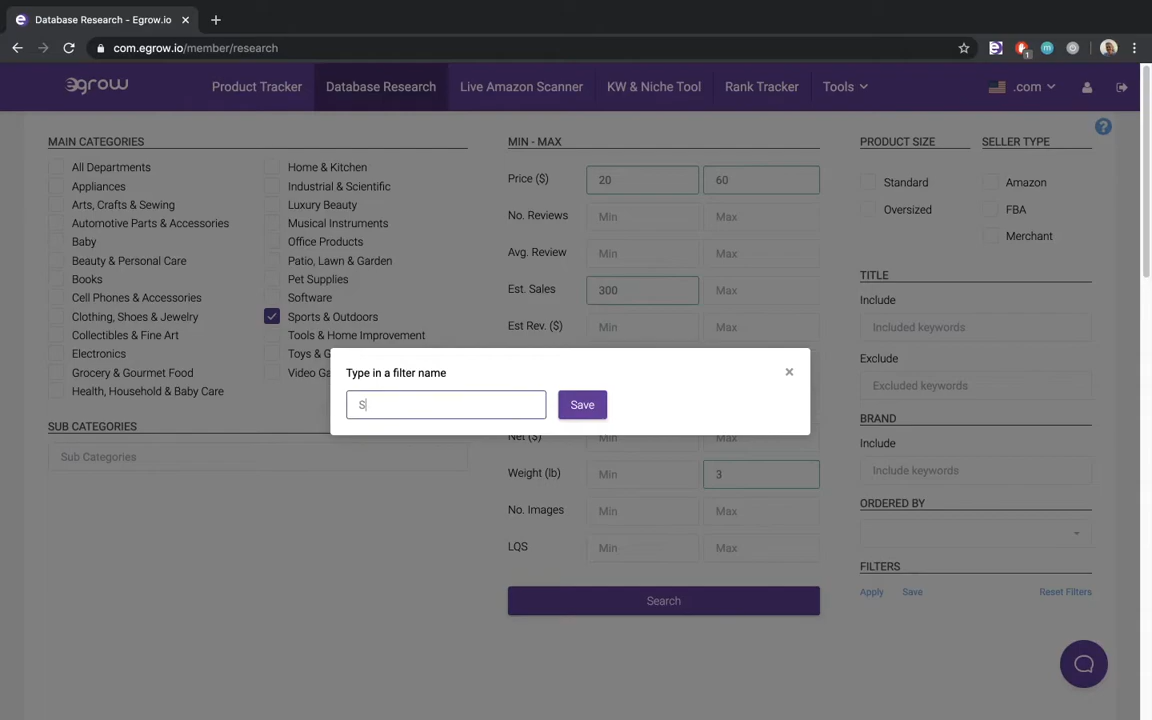 Database Research - Egrow.io
com.egrow.io/member/research
1
egrow
Product Tracker
Database Research
Live Amazon Scanner
KW & Niche Tool
Rank Tracker
Tools
.com
MAIN CATEGORIES
All Departments
Appliances
Arts, Crafts & Sewing
Automotive Parts & Accessories
Baby
Beauty & Personal Care
Books
Cell Phones & Accessories
Clothing, Shoes & Jewelry
Collectibles & Fine Art
Electronics
Grocery & Gourmet Food
Health, Household & Baby Care
Home & Kitchen
Industrial & Scientific
Luxury Beauty
Musical Instruments
Office Products
Patio, Lawn & Garden
Pet Supplies
Software
Sports & Outdoors
Tools & Home Improvement
Toys & G
Video Ga
SUB CATEGORIES
Sub Categories
MIN - MAX
Price ($) 20 60
No. Reviews Min Max
Avg. Review Min Max
Est. Sales 300 Max
Est Rev. ($) Min Max
Type in a filter name
×
S
Save
Net ($) Min Max
Weight (lb) Min 3
No. Images Min Max
LQS Min Max
Search
PRODUCT SIZE
Standard
Oversized
SELLER TYPE
Amazon
FBA
Merchant
?
TITLE
Include
Included keywords
Exclude
Excluded keywords
BRAND
Include
Include keywords
ORDERED BY
FILTERS
Apply Save Reset Filters